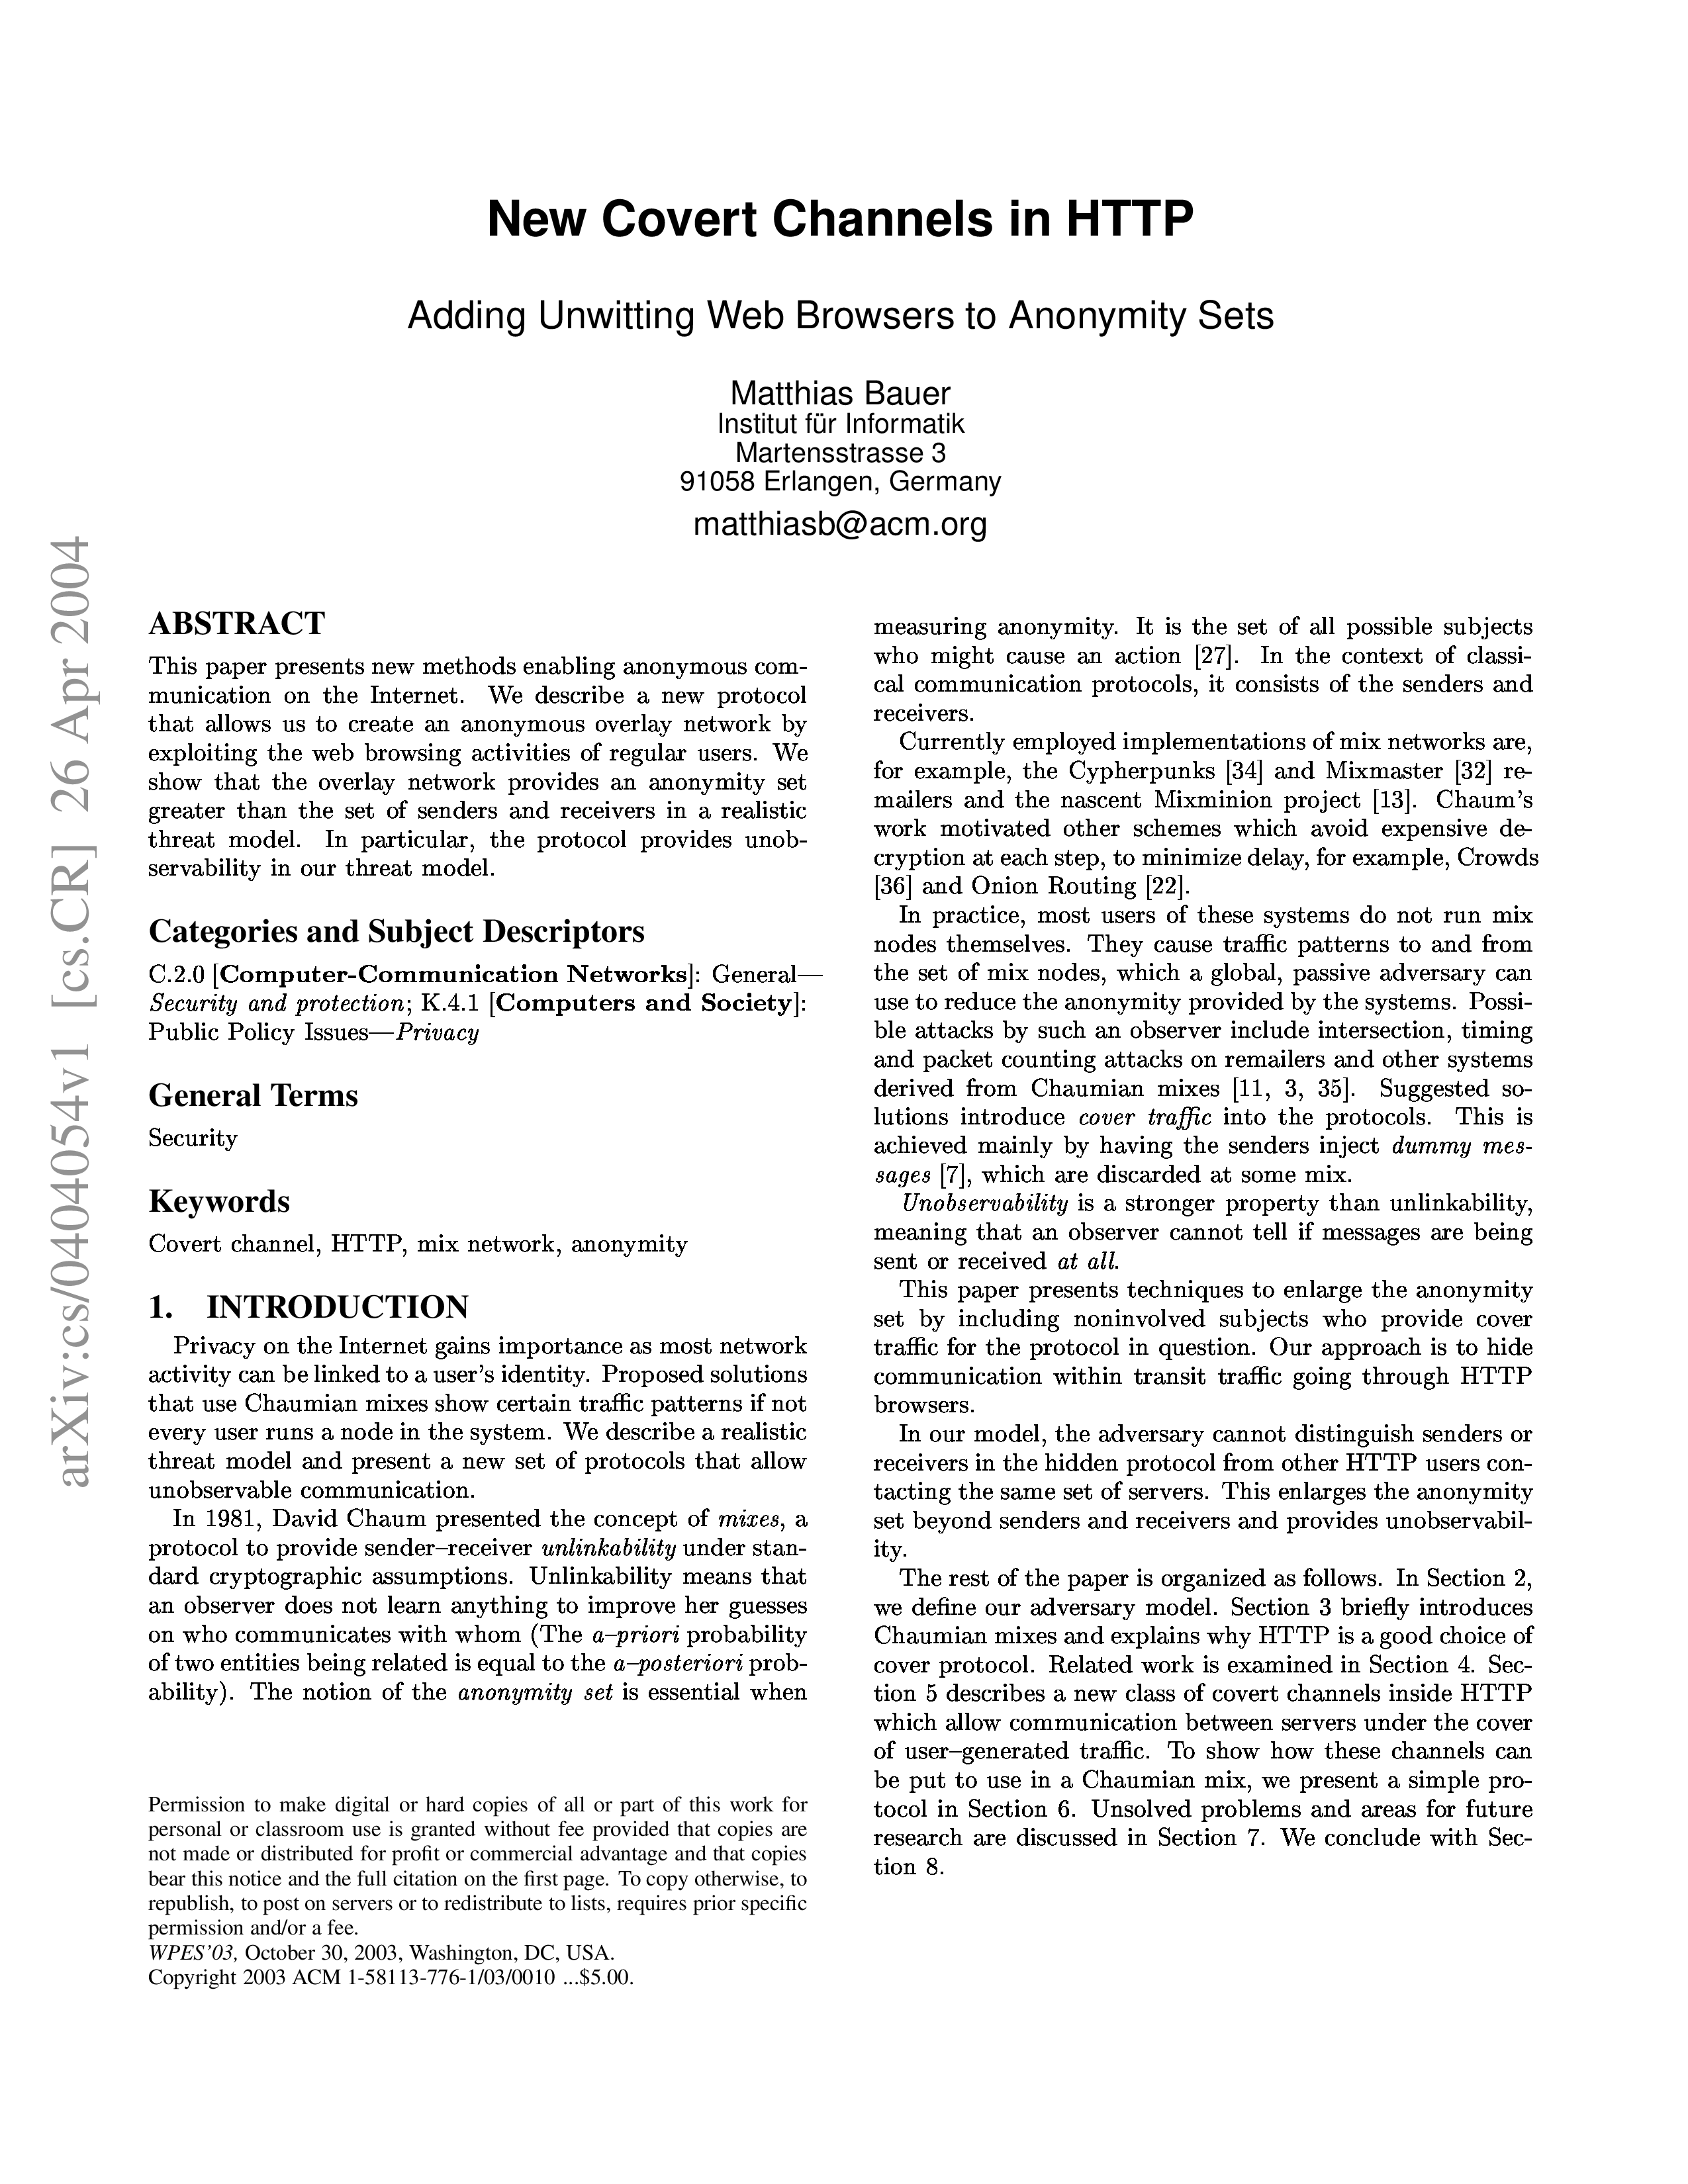 New Covert Channels in HTTP
Adding Unwitting Web Browsers to Anonymity Sets
Matthias Bauer
Institut für Informatik
Martensstrasse 3
91058 Erlangen, Germany
matthiasb@acm.org
arXiv:cs/0404054v1 [cs.CR] 26 Apr 2004
ABSTRACT
This paper presents new methods enabling anonymous com-
munication on the Internet. We describe a new protocol
that allows us to create an anonymous overlay network by
exploiting the web browsing activities of regular users. We
show that the overlay network provides an anonymity set
greater than the set of senders and receivers in a realistic
threat model. In particular, the protocol provides unob-
servability in our threat model.
Categories and Subject Descriptors
C.2.0 [Computer-Communication Networks]: General—
Security and protection; K.4.1 [Computers and Society]:
Public Policy Issues—Privacy
General Terms
Security
Keywords
Covert channel, HTTP, mix network, anonymity
1. INTRODUCTION
Privacy on the Internet gains importance as most network
activity can be linked to a user's identity. Proposed solutions
that use Chaumian mixes show certain traffic patterns if not
every user runs a node in the system. We describe a realistic
threat model and present a new set of protocols that allow
unobservable communication.
In 1981, David Chaum presented the concept of mixes, a
protocol to provide sender–receiver unlinkability under stan-
dard cryptographic assumptions. Unlinkability means that
an observer does not learn anything to improve her guesses
on who communicates with whom (The a–priori probability
of two entities being related is equal to the a–posteriori prob-
ability). The notion of the anonymity set is essential when
Permission to make digital or hard copies of all or part of this work for
personal or classroom use is granted without fee provided that copies are
not made or distributed for profit or commercial advantage and that copies
bear this notice and the full citation on the first page. To copy otherwise, to
republish, to post on servers or to redistribute to lists, requires prior specific
permission and/or a fee.
WPES'03, October 30, 2003, Washington, DC, USA.
Copyright 2003 ACM 1-58113-776-1/03/0010 ...$5.00.
measuring anonymity. It is the set of all possible subjects
who might cause an action [27]. In the context of classi-
cal communication protocols, it consists of the senders and
receivers.
Currently employed implementations of mix networks are,
for example, the Cypherpunks [34] and Mixmaster [32] re-
mailers and the nascent Mixminion project [13]. Chaum's
work motivated other schemes which avoid expensive de-
cryption at each step, to minimize delay, for example, Crowds
[36] and Onion Routing [22].
In practice, most users of these systems do not run mix
nodes themselves. They cause traffic patterns to and from
the set of mix nodes, which a global, passive adversary can
use to reduce the anonymity provided by the systems. Possi-
ble attacks by such an observer include intersection, timing
and packet counting attacks on remailers and other systems
derived from Chaumian mixes [11, 3, 35]. Suggested so-
lutions introduce cover traffic into the protocols. This is
achieved mainly by having the senders inject dummy mes-
sages [7], which are discarded at some mix.
Unobservability is a stronger property than unlinkability,
meaning that an observer cannot tell if messages are being
sent or received at all.
This paper presents techniques to enlarge the anonymity
set by including noninvolved subjects who provide cover
traffic for the protocol in question. Our approach is to hide
communication within transit traffic going through HTTP
browsers.
In our model, the adversary cannot distinguish senders or
receivers in the hidden protocol from other HTTP users con-
tacting the same set of servers. This enlarges the anonymity
set beyond senders and receivers and provides unobservabil-
ity.
The rest of the paper is organized as follows. In Section 2,
we define our adversary model. Section 3 briefly introduces
Chaumian mixes and explains why HTTP is a good choice of
cover protocol. Related work is examined in Section 4. Sec-
tion 5 describes a new class of covert channels inside HTTP
which allow communication between servers under the cover
of user–generated traffic. To show how these channels can
be put to use in a Chaumian mix, we present a simple pro-
tocol in Section 6. Unsolved problems and areas for future
research are discussed in Section 7. We conclude with Sec-
tion 8.